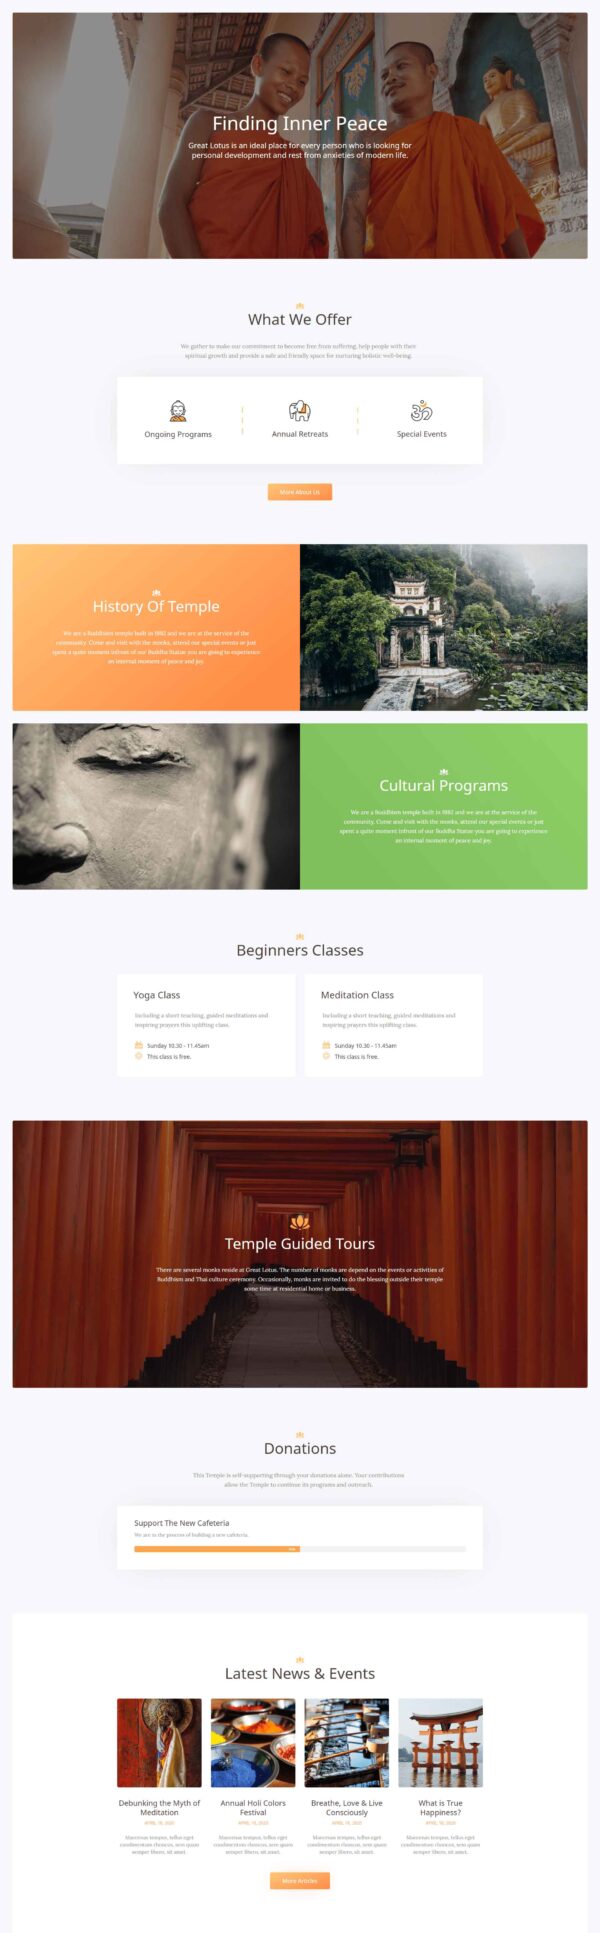 Finding Inner Peace
Great Lotus is an ideal place for every person who is looking for
personal development and rest from anxieties of modern life.
What We Offer
We gather to make our commitment to become free from suffering, help people with their
spiritual growth and provide a safe and friendly space for nurturing holistic well-being.
Ongoing Programs
Annual Retreats
Special Events
More About Us
History Of Temple
We are a Buddhism temple built in 1982 and we are at the service of the
community. Come and visit with the monks, attend our special events or just
spent a quite moment infront of our Buddha Statue you are going to experience
an internal moment of peace and joy.
Cultural Programs
We are a Buddhism temple built in 1982 and we are at the service of the
community. Come and visit with the monks, attend our special events or just
spent a quite moment infront of our Buddha Statue you are going to experience
an internal moment of peace and joy.
Beginners Classes
Yoga Class
Including a short teaching, guided meditations and
inspiring prayers this uplifting class.
Sunday 10.30 - 11.45am
This class is free.
Meditation Class
Including a short teaching, guided meditations and
inspiring prayers this uplifting class.
Sunday 10.30 - 11.45am
This class is free.
Temple Guided Tours
There are several monks reside at Great Lotus. The number of monks are depend on the events or activities of
Buddhism and Thai culture ceremony. Occasionally, monks are invited to do the blessing outside their temple
some time at residential home or business.
Donations
This Temple is self-supporting through your donations alone. Your contributions
allow the Temple to continue its programs and outreach.
Support The New Cafeteria
We are in the process of building a new cafeteria.
Latest News & Events
Debunking the Myth of
Meditation
APRIL 18, 2020
Maecenas tempus, tellus eget
condimentum rhoncus, sem quam
semper libero, sit amet.
Annual Holi Colors
Festival
APRIL 18, 2020
Maecenas tempus, tellus eget
condimentum rhoncus, sem quam
semper libero, sit amet.
Breathe, Love & Live
Consciously
APRIL 18, 2020
Maecenas tempus, tellus eget
condimentum rhoncus, sem quam
semper libero, sit amet.
What is True
Happiness?
APRIL 18, 2020
Maecenas tempus, tellus eget
condimentum rhoncus, sem quam
semper libero, sit amet.
More Articles